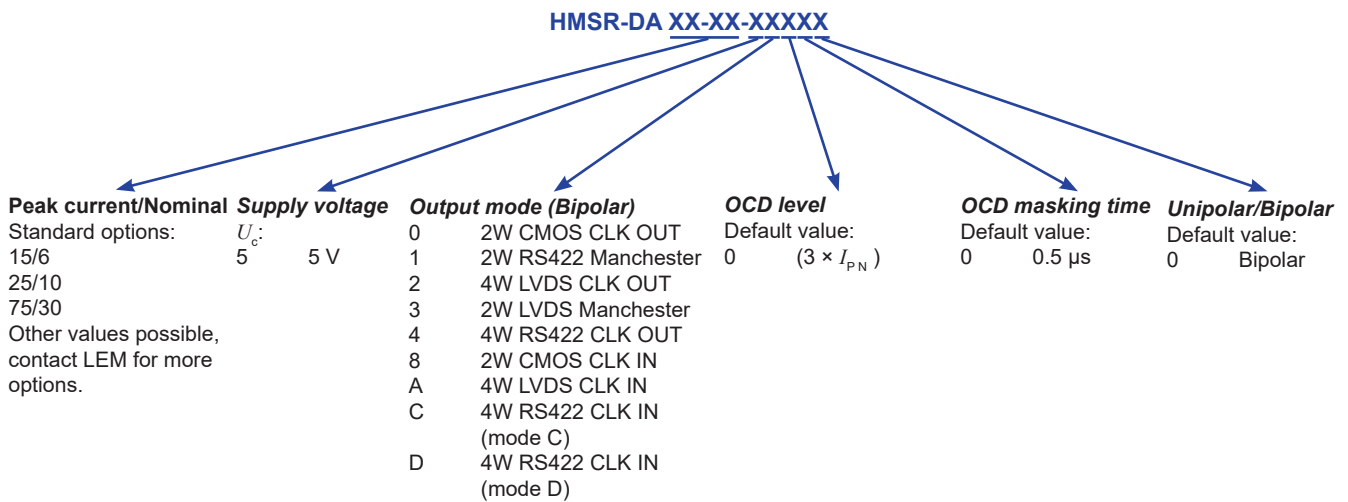 HMSR-DA XX-XX-XXXXX
Peak current/Nominal
Standard options:
15/6
25/10
75/30
Other values possible,
contact LEM for more
options.
Supply voltage
U_c:
5 5 V
Output mode (Bipolar)
0 2W CMOS CLK OUT
1 2W RS422 Manchester
2 4W LVDS CLK OUT
3 2W LVDS Manchester
4 4W RS422 CLK OUT
8 2W CMOS CLK IN
A 4W LVDS CLK IN
C 4W RS422 CLK IN
(mode C)
D 4W RS422 CLK IN
(mode D)
OCD level
Default value:
0 (3 × I_PN)
OCD masking time
Default value:
0 0.5 µs
Unipolar/Bipolar
Default value:
0 Bipolar